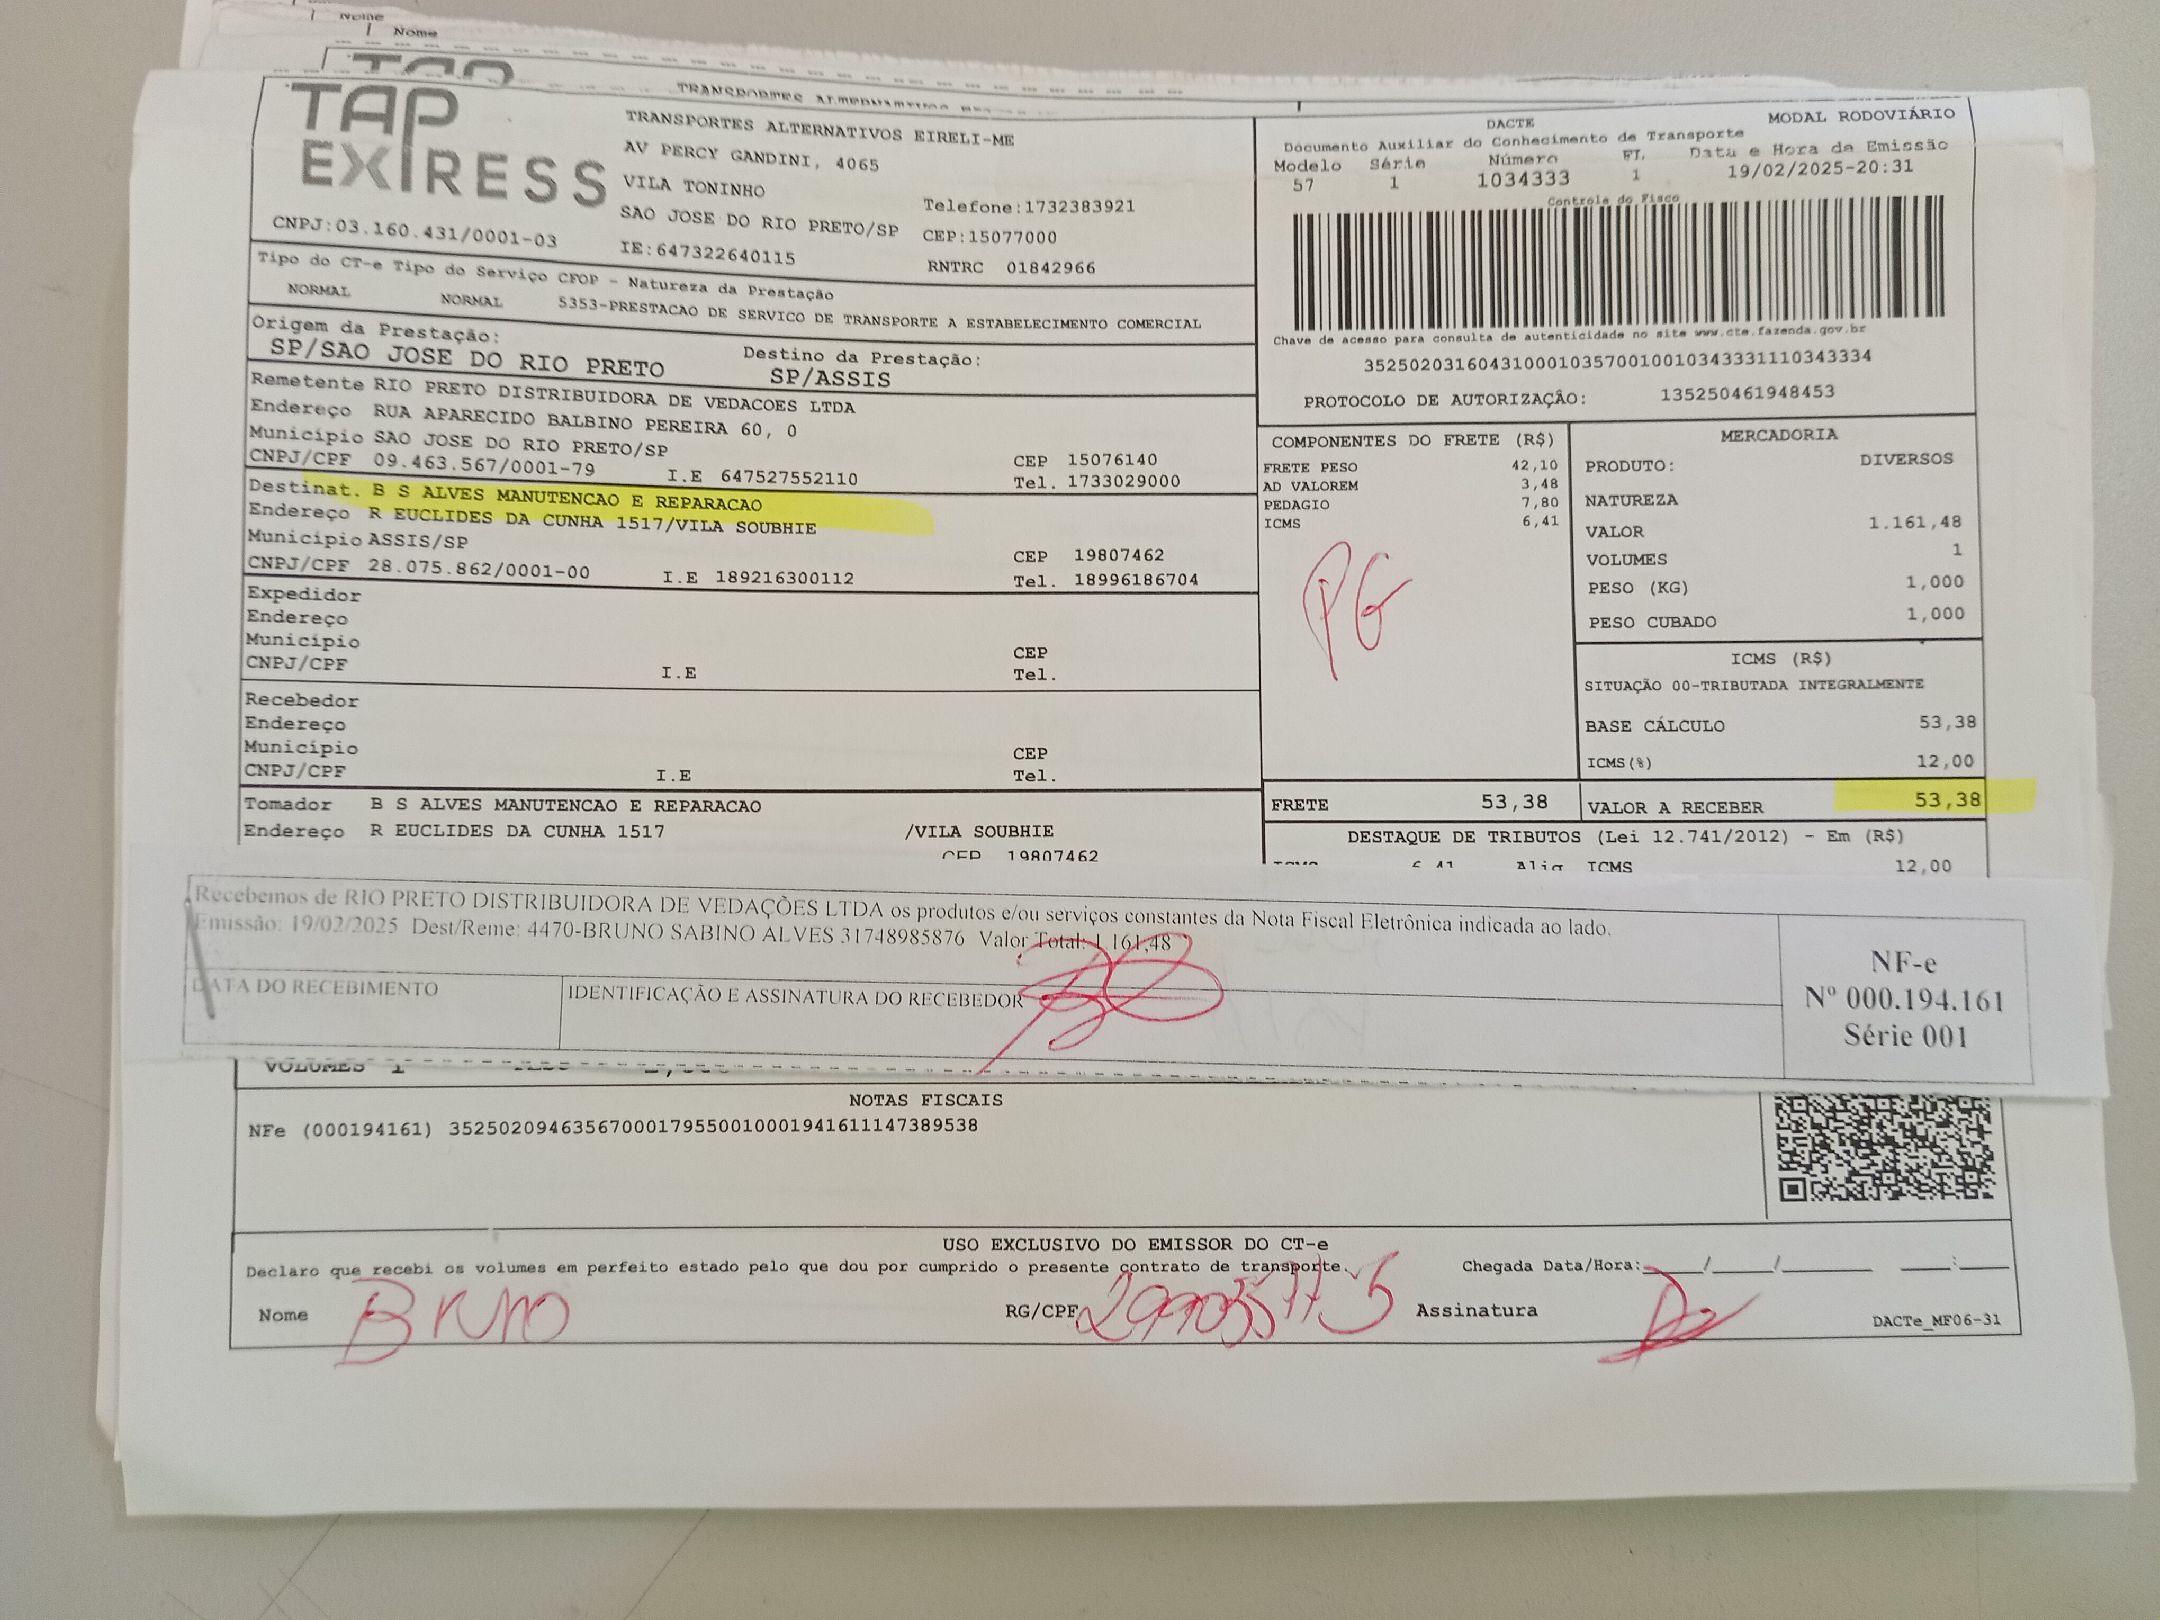 Nome
Nome
TRANSPORTES ALTERNATIVOS
TAP
EXPRESS
TRANSPORTES ALTERNATIVOS EIRELI-ME
AV PERCY GANDINI, 4065
VILA TONINHO
SAO JOSE DO RIO PRETO/SP
IE:647322640115
Telefone:1732383921
CEP:15077000
RNTRC 01842966
CNPJ:03.160.431/0001-03
DACTE
MODAL RODOVIÁRIO
Documento Auxiliar do Conhecimento de Transporte
Modelo Série Número FL. Data e Hora da Emissão
57 1 1034333 1 19/02/2025-20:31
Controle do Fisco
Chave de acesso para consulta de autenticidade no site www.cte.fazenda.gov.br
35250203160431000103570010010343331110343334
PROTOCOLO DE AUTORIZAÇÂO: 135250461948453
Tipo do CT-e Tipo do Serviço CFOP - Natureza da Prestação
NORMAL NORMAL 5353-PRESTACAO DE SERVICO DE TRANSPORTE A ESTABELECIMENTO COMERCIAL
Origem da Prestação:
SP/SAO JOSE DO RIO PRETO
Destino da Prestação:
SP/ASSIS
Remetente RIO PRETO DISTRIBUIDORA DE VEDACOES LTDA
Endereço RUA APARECIDO BALBINO PEREIRA 60, 0
Município SAO JOSE DO RIO PRETO/SP CEP 15076140
CNPJ/CPF 09.463.567/0001-79 I.E 647527552110 Tel. 1733029000
Destinat. B S ALVES MANUTENCAO E REPARACAO
Endereço R EUCLIDES DA CUNHA 1517/VILA SOUBHIE
Município ASSIS/SP CEP 19807462
CNPJ/CPF 28.075.862/0001-00 I.E 189216300112 Tel. 18996186704
Expedidor
Endereço
Município CEP
CNPJ/CPF I.E Tel.
Recebedor
Endereço
Município CEP
CNPJ/CPF I.E Tel.
Tomador B S ALVES MANUTENCAO E REPARACAO
Endereço R EUCLIDES DA CUNHA 1517 /VILA SOUBHIE
CEP 19807462
COMPONENTES DO FRETE (R$)
FRETE PESO 42,10
AD VALOREM 3,48
PEDAGIO 7,80
ICMS 6,41
PG
MERCADORIA
PRODUTO: DIVERSOS
NATUREZA
VALOR 1.161,48
VOLUMES 1
PESO (KG) 1,000
PESO CUBADO 1,000
ICMS (R$)
SITUAÇÃO 00-TRIBUTADA INTEGRALMENTE
BASE CÁLCULO 53,38
ICMS(%) 12,00
FRETE 53,38 VALOR A RECEBER 53,38
DESTAQUE DE TRIBUTOS (Lei 12.741/2012) - Em (R$)
ICMS 6,41 Aliq ICMS 12,00
Recebemos de RIO PRETO DISTRIBUIDORA DE VEDAÇÕES LTDA os produtos e/ou serviços constantes da Nota Fiscal Eletrônica indicada ao lado.
Emissão: 19/02/2025 Dest/Reme: 4470-BRUNO SABINO ALVES 31748985876 Valor Total: 1.161,48
DATA DO RECEBIMENTO
IDENTIFICAÇÃO E ASSINATURA DO RECEBEDOR
NF-e
Nº 000.194.161
Série 001
VOLUMES 1
NOTAS FISCAIS
NFe (000194161) 35250209463567000179550010001941611147389538
USO EXCLUSIVO DO EMISSOR DO CT-e
Declaro que recebi os volumes em perfeito estado pelo que dou por cumprido o presente contrato de transporte.
Chegada Data/Hora:____/____/______ ____:____
Nome Bruno RG/CPF Assinatura
DACTe_MF06-31